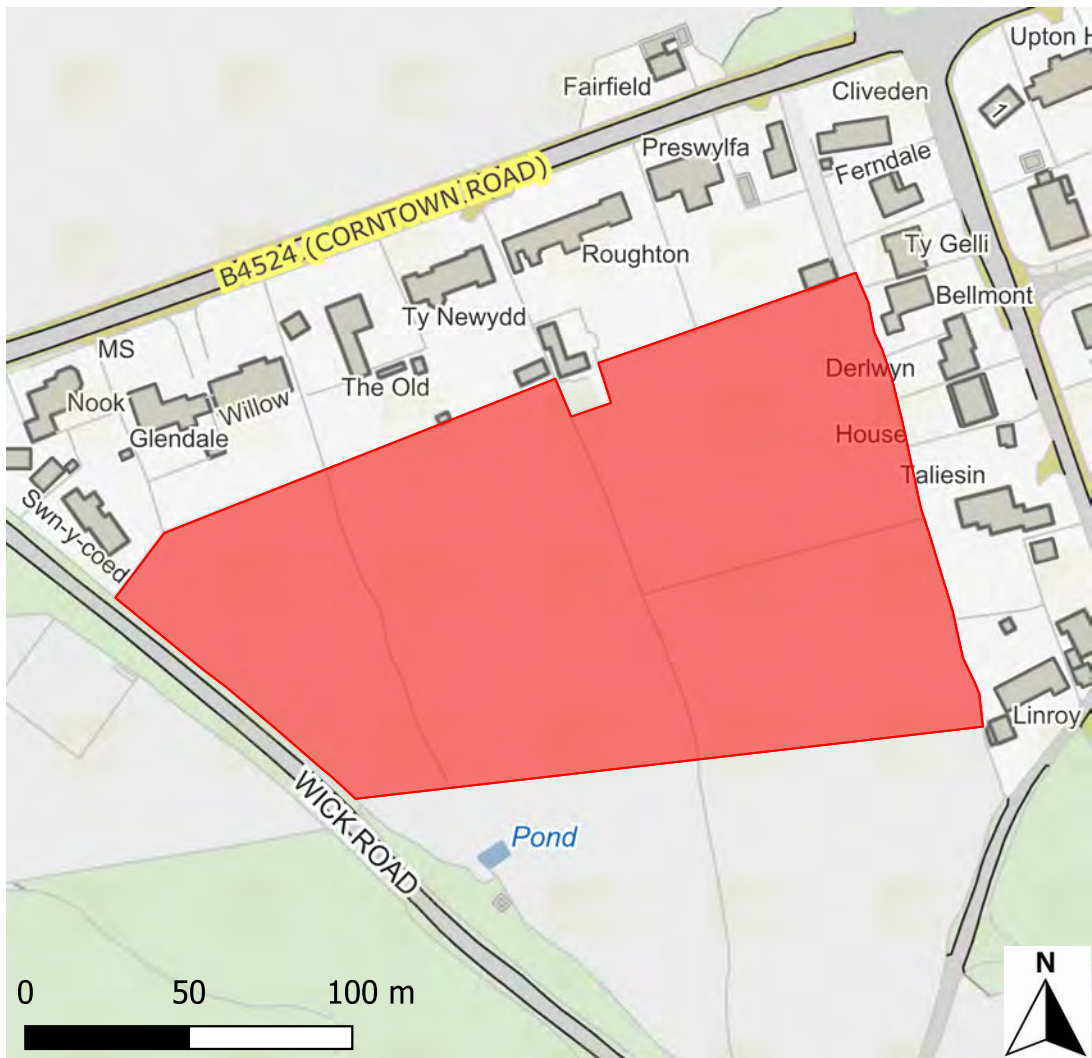 Upton H
Fairfield
Cliveden
1
Preswylfa
Ferndale
B4524 (CORNTOWN ROAD)
Roughton
Ty Gelli
Bellmont
Ty Newydd
MS
The Old
Derlwyn
Nook
Willow
Glendale
House
Taliesin
Swn-y-coed
Linroy
WICK ROAD
Pond
0 50 100 m
N